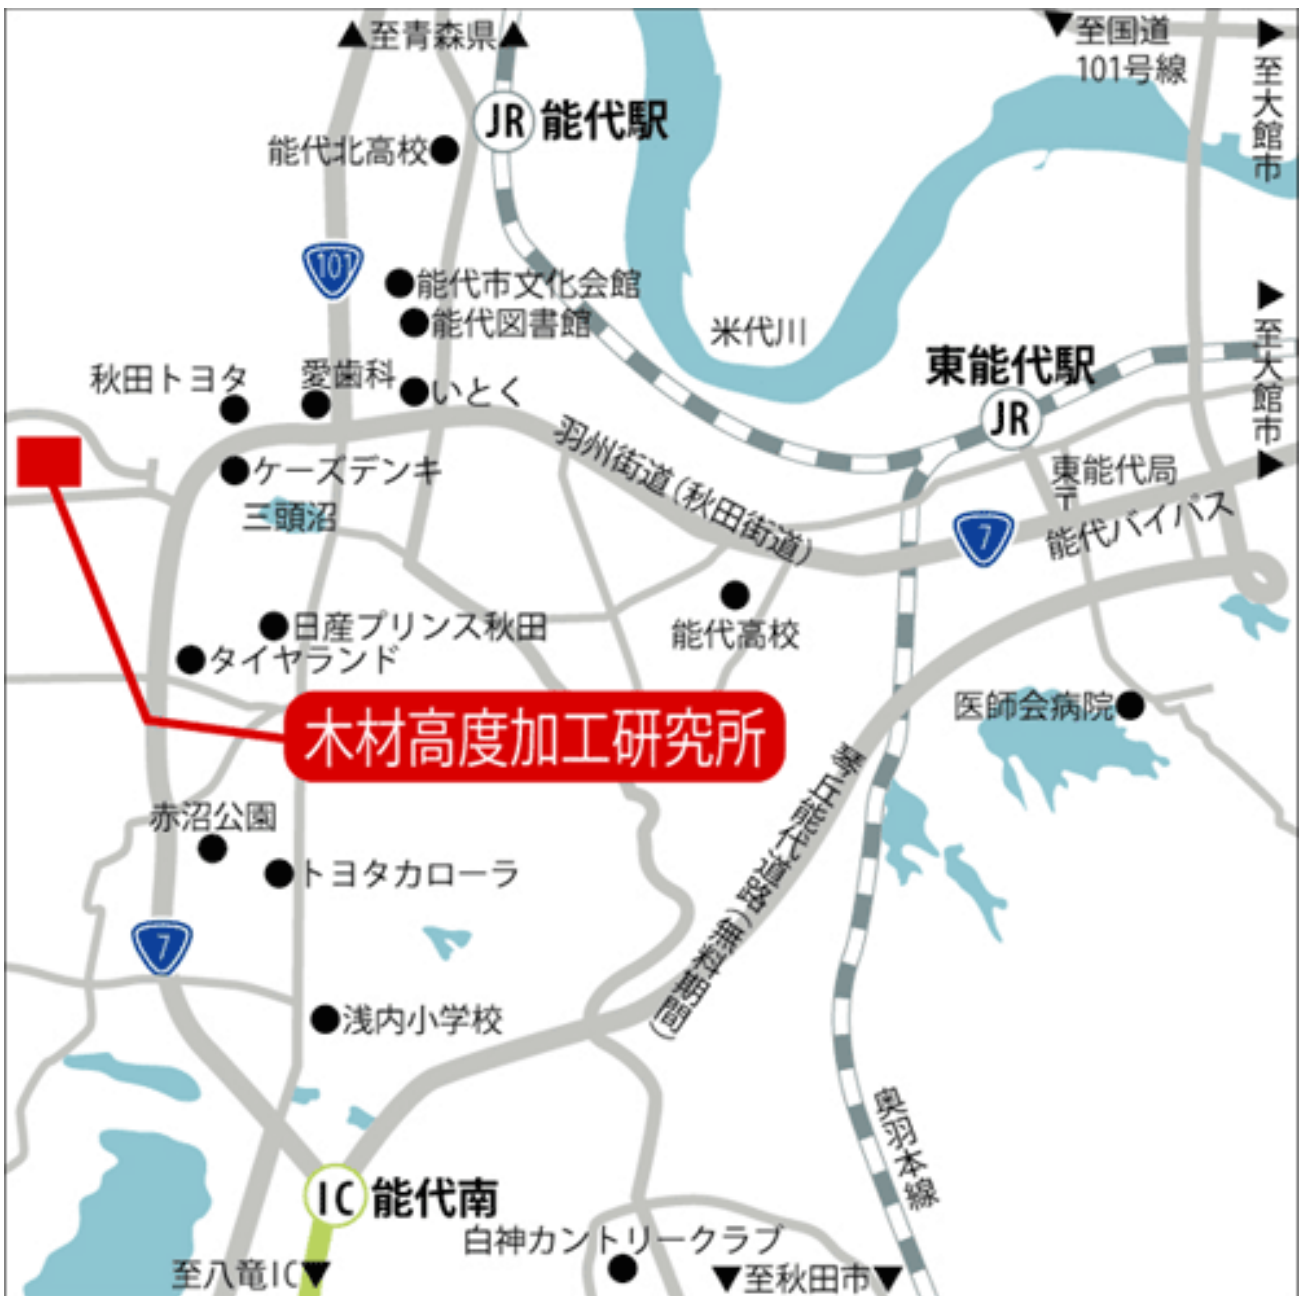 ▲至青森県▲
至国道
101号線
至大館市
JR 能代駅
能代北高校
101
能代市文化会館
能代図書館
米代川
至大館市
秋田トヨタ
愛歯科
いとく
東能代駅
JR
羽州街道(秋田街道)
ケーズデンキ
三頭沼
東能代局
〒
能代バイパス
7
能代高校
日産プリンス秋田
タイヤランド
医師会病院
木材高度加工研究所
琴丘能代道路(無料期間)
赤沼公園
トヨタカローラ
7
浅内小学校
奥羽本線
IC 能代南
白神カントリークラブ
至八竜IC▼
▼至秋田市▼